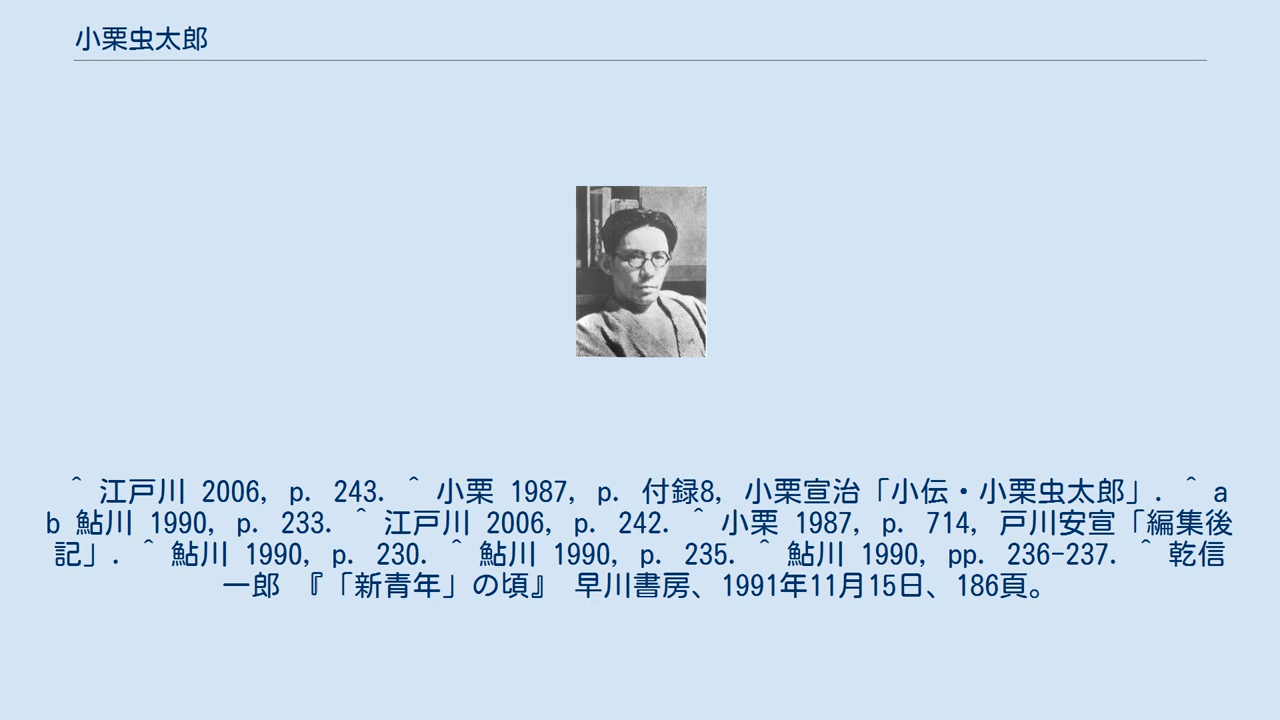 小栗虫太郎
^ 江戸川 2006, p. 243. ^ 小栗 1987, p. 付録8, 小栗宣治「小伝・小栗虫太郎」. ^ a
b 鮎川 1990, p. 233. ^ 江戸川 2006, p. 242. ^ 小栗 1987, p. 714, 戸川安宣「編集後
記」. ^ 鮎川 1990, p. 230. ^ 鮎川 1990, p. 235. ^ 鮎川 1990, pp. 236-237. ^ 乾信
一郎 『「新青年」の頃』 早川書房、1991年11月15日、186頁。